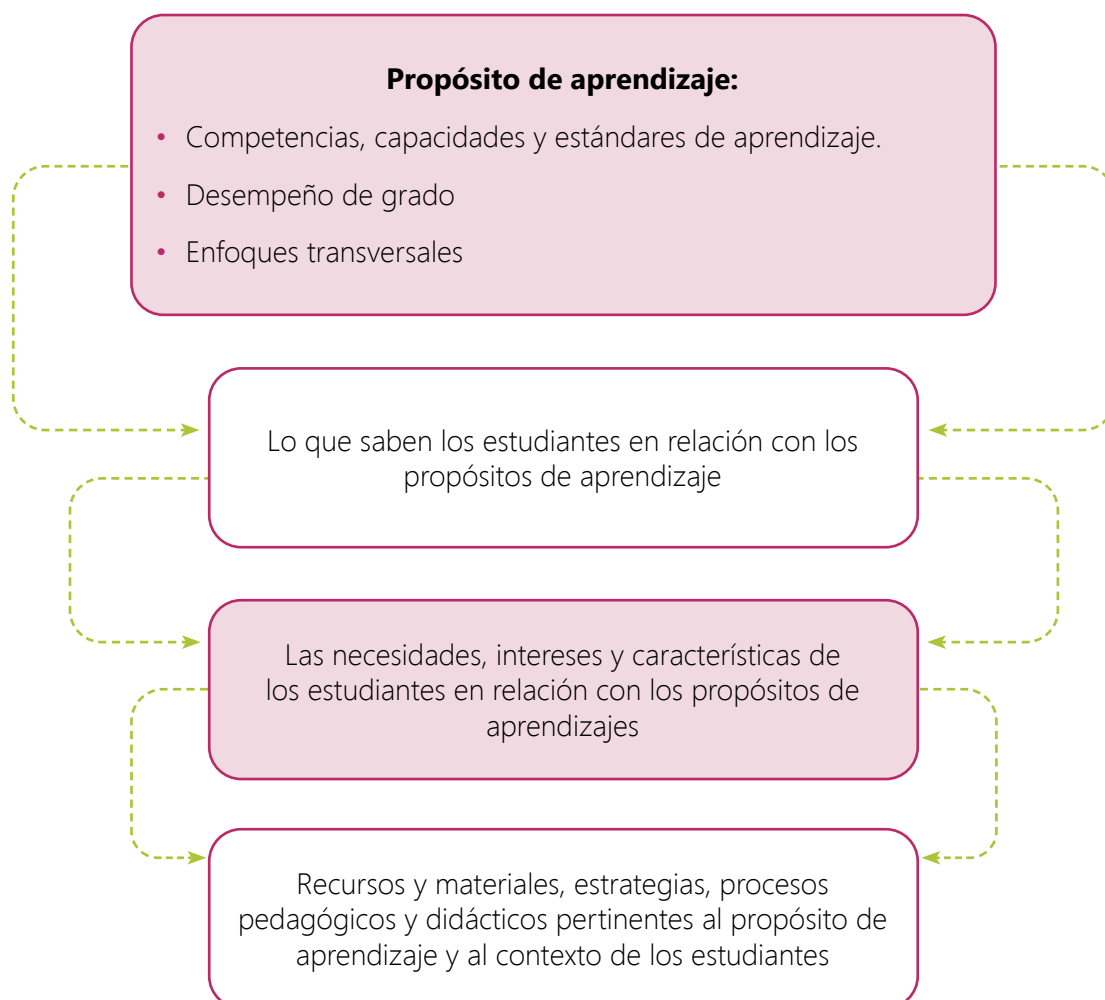 Propósito de aprendizaje:
• Competencias, capacidades y estándares de aprendizaje.
• Desempeño de grado
• Enfoques transversales
Lo que saben los estudiantes en relación con los
propósitos de aprendizaje
Las necesidades, intereses y características de
los estudiantes en relación con los propósitos de
aprendizajes
Recursos y materiales, estrategias, procesos
pedagógicos y didácticos pertinentes al propósito de
aprendizaje y al contexto de los estudiantes